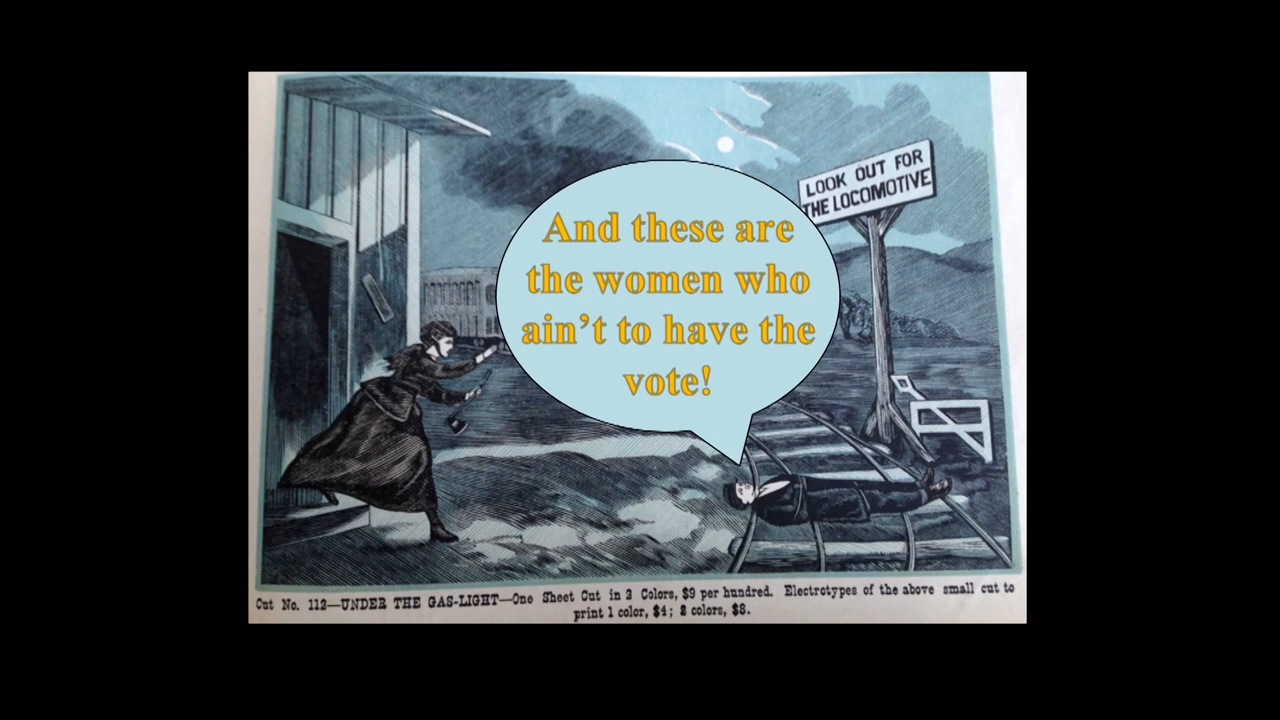 LOOK OUT FOR
THE LOCOMOTIVE
And these are
the women who
ain’t to have the
vote!
Cut No. 112—UNDER THE GAS-LIGHT—One Sheet Cut in 2 Colors, $9 per hundred. Electrotypes of the above small cut to
print 1 color, $4; 2 colors, $8.